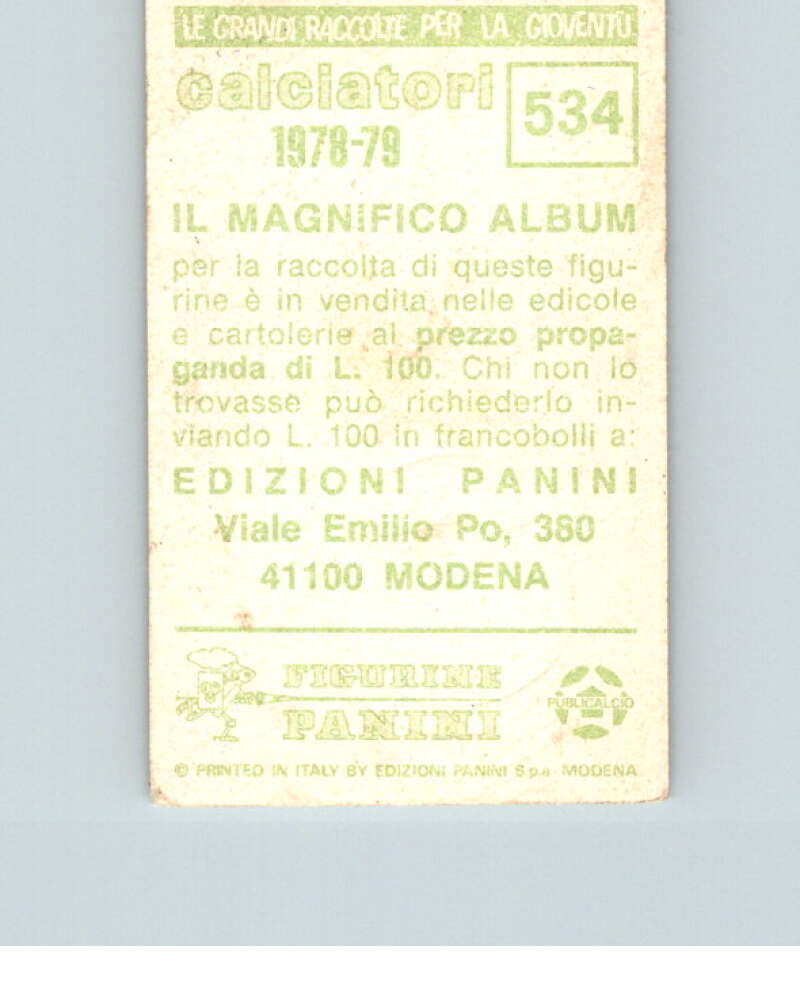 LE GRANDI RACCOLTE PER LA GIOVENTÙ
calciatori
1978-79
534
IL MAGNIFICO ALBUM
per la raccolta di queste figu-
rine è in vendita nelle edicole
e cartolerie al prezzo propa-
ganda di L. 100. Chi non lo
trovasse può richiederlo in-
viando L. 100 in francobolli a:
EDIZIONI PANINI
Viale Emilio Po, 380
41100 MODENA
FIGURINE
PANINI
PUBLICALCIO
© PRINTED IN ITALY BY EDIZIONI PANINI S.p.a. MODENA